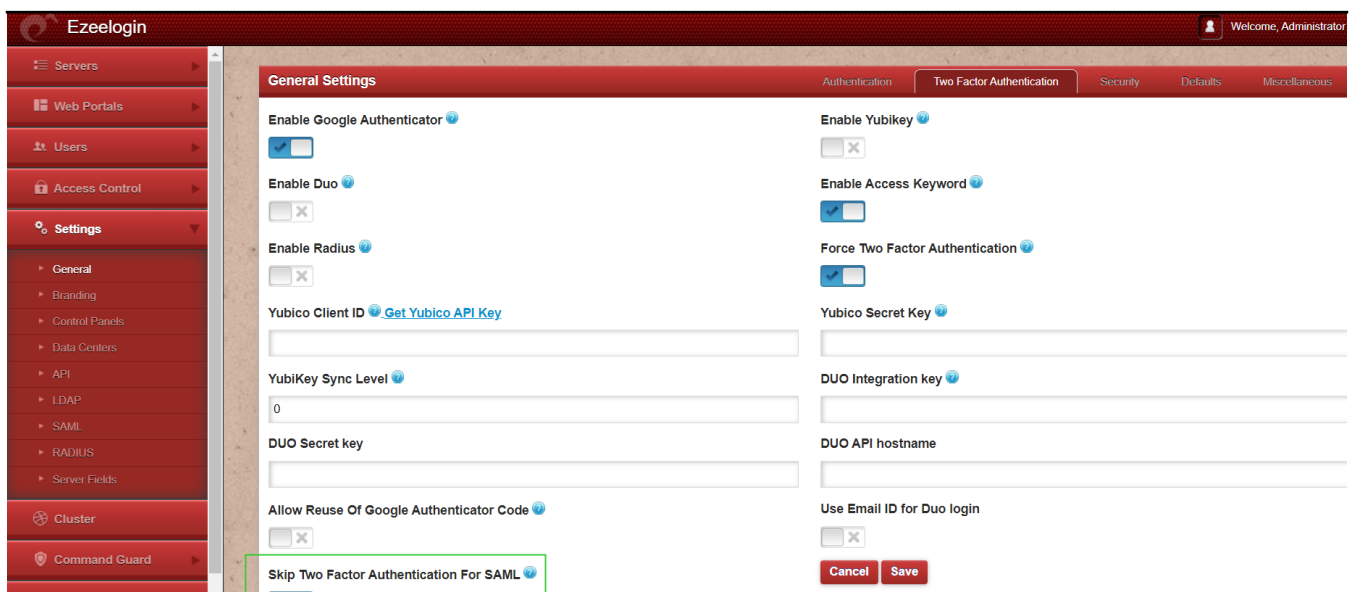 Ezeelogin
Welcome, Administrator
Servers
Web Portals
Users
Access Control
Settings
General
Branding
Control Panels
Data Centers
API
LDAP
SAML
RADIUS
Server Fields
Cluster
Command Guard
General Settings
Authentication
Two Factor Authentication
Security
Defaults
Miscellaneous
Enable Google Authenticator
Enable Yubikey
Enable Duo
Enable Access Keyword
Enable Radius
Force Two Factor Authentication
Yubico Client ID Get Yubico API Key
Yubico Secret Key
YubiKey Sync Level
DUO Integration key
0
DUO Secret key
DUO API hostname
Allow Reuse Of Google Authenticator Code
Use Email ID for Duo login
Skip Two Factor Authentication For SAML
Cancel
Save